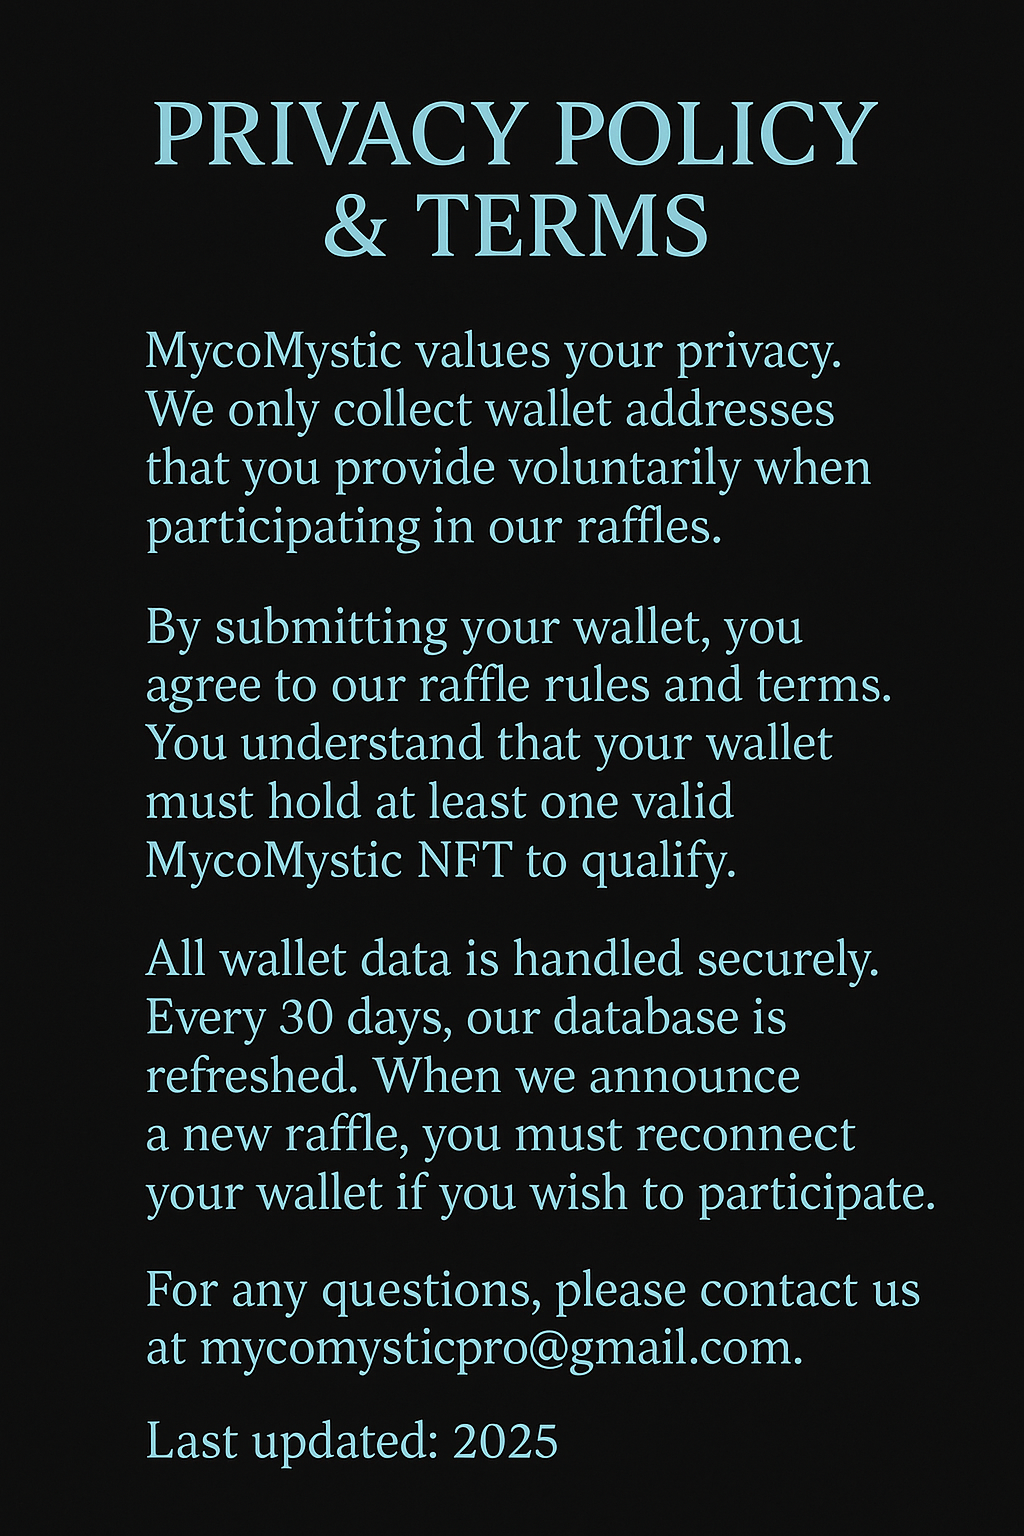 PRIVACY POLICY
& TERMS
MycoMystic values your privacy.
We only collect wallet addresses
that you provide voluntarily when
participating in our raffles.
By submitting your wallet, you
agree to our raffle rules and terms.
You understand that your wallet
must hold at least one valid
MycoMystic NFT to qualify.
All wallet data is handled securely.
Every 30 days, our database is
refreshed. When we announce
a new raffle, you must reconnect
your wallet if you wish to participate.
For any questions, please contact us
at mycomysticpro@gmail.com.
Last updated: 2025